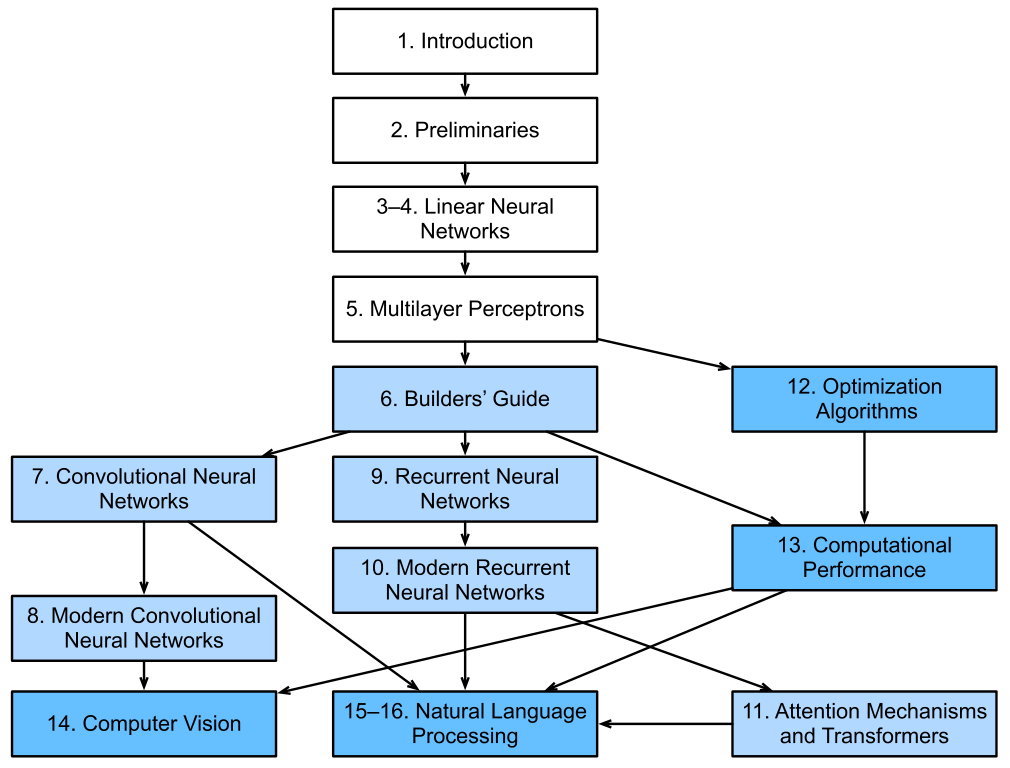 1. Introduction
2. Preliminaries
3–4. Linear Neural
Networks
5. Multilayer Perceptrons
6. Builders’ Guide
12. Optimization
Algorithms
7. Convolutional Neural
Networks
9. Recurrent Neural
Networks
13. Computational
Performance
10. Modern Recurrent
Neural Networks
8. Modern Convolutional
Neural Networks
14. Computer Vision
15–16. Natural Language
Processing
11. Attention Mechanisms
and Transformers